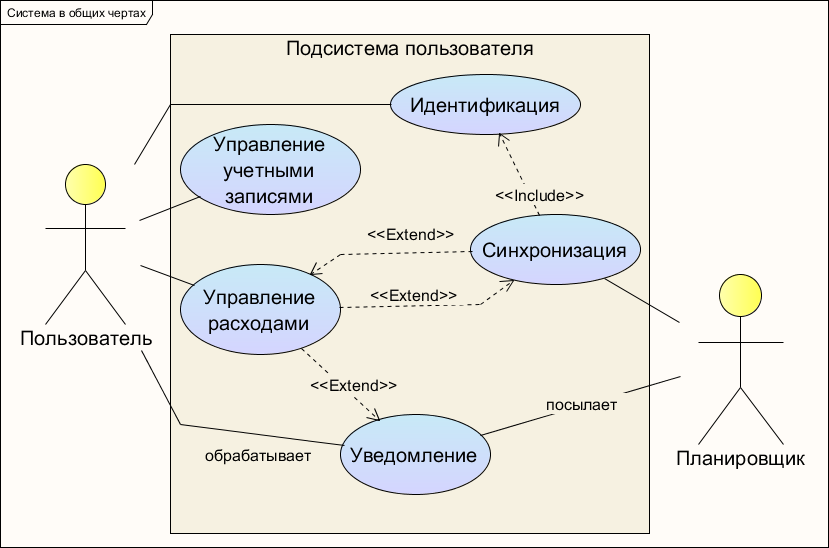 Система в общих чертах
Подсистема пользователя
Идентификация
Управление
учетными
записями
<<Include>>
<<Extend>>
Синхронизация
Управление
расходами
<<Extend>>
Пользователь
<<Extend>>
посылает
Уведомление
обрабатывает
Планировщик